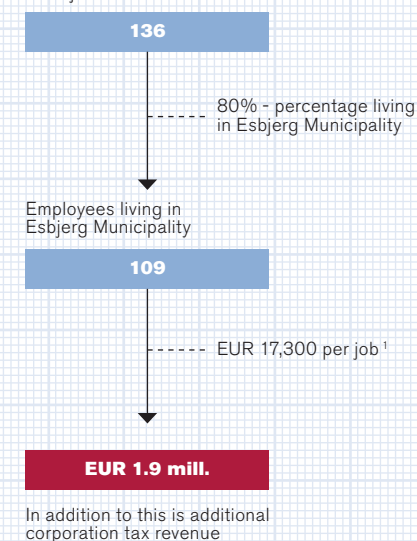 136
80% - percentage living
in Esbjerg Municipality
Employees living in
Esbjerg Municipality
109
EUR 17,300 per job ¹
EUR 1.9 mill.
In addition to this is additional
corporation tax revenue